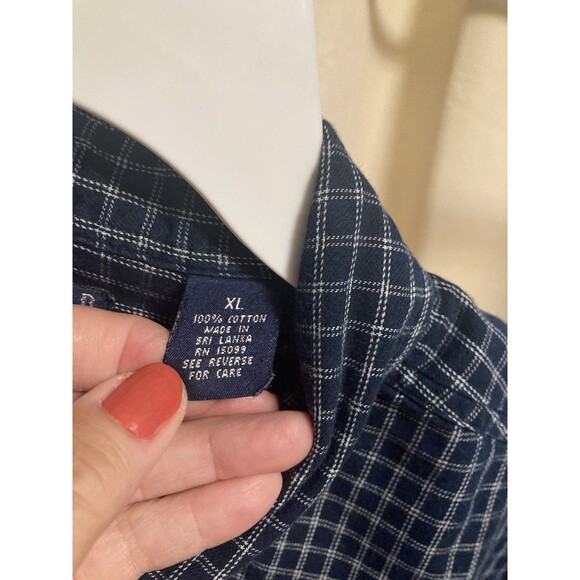 XL
100% COTTON
MADE IN
SRI LANKA
RN 15099
SEE REVERSE
FOR CARE